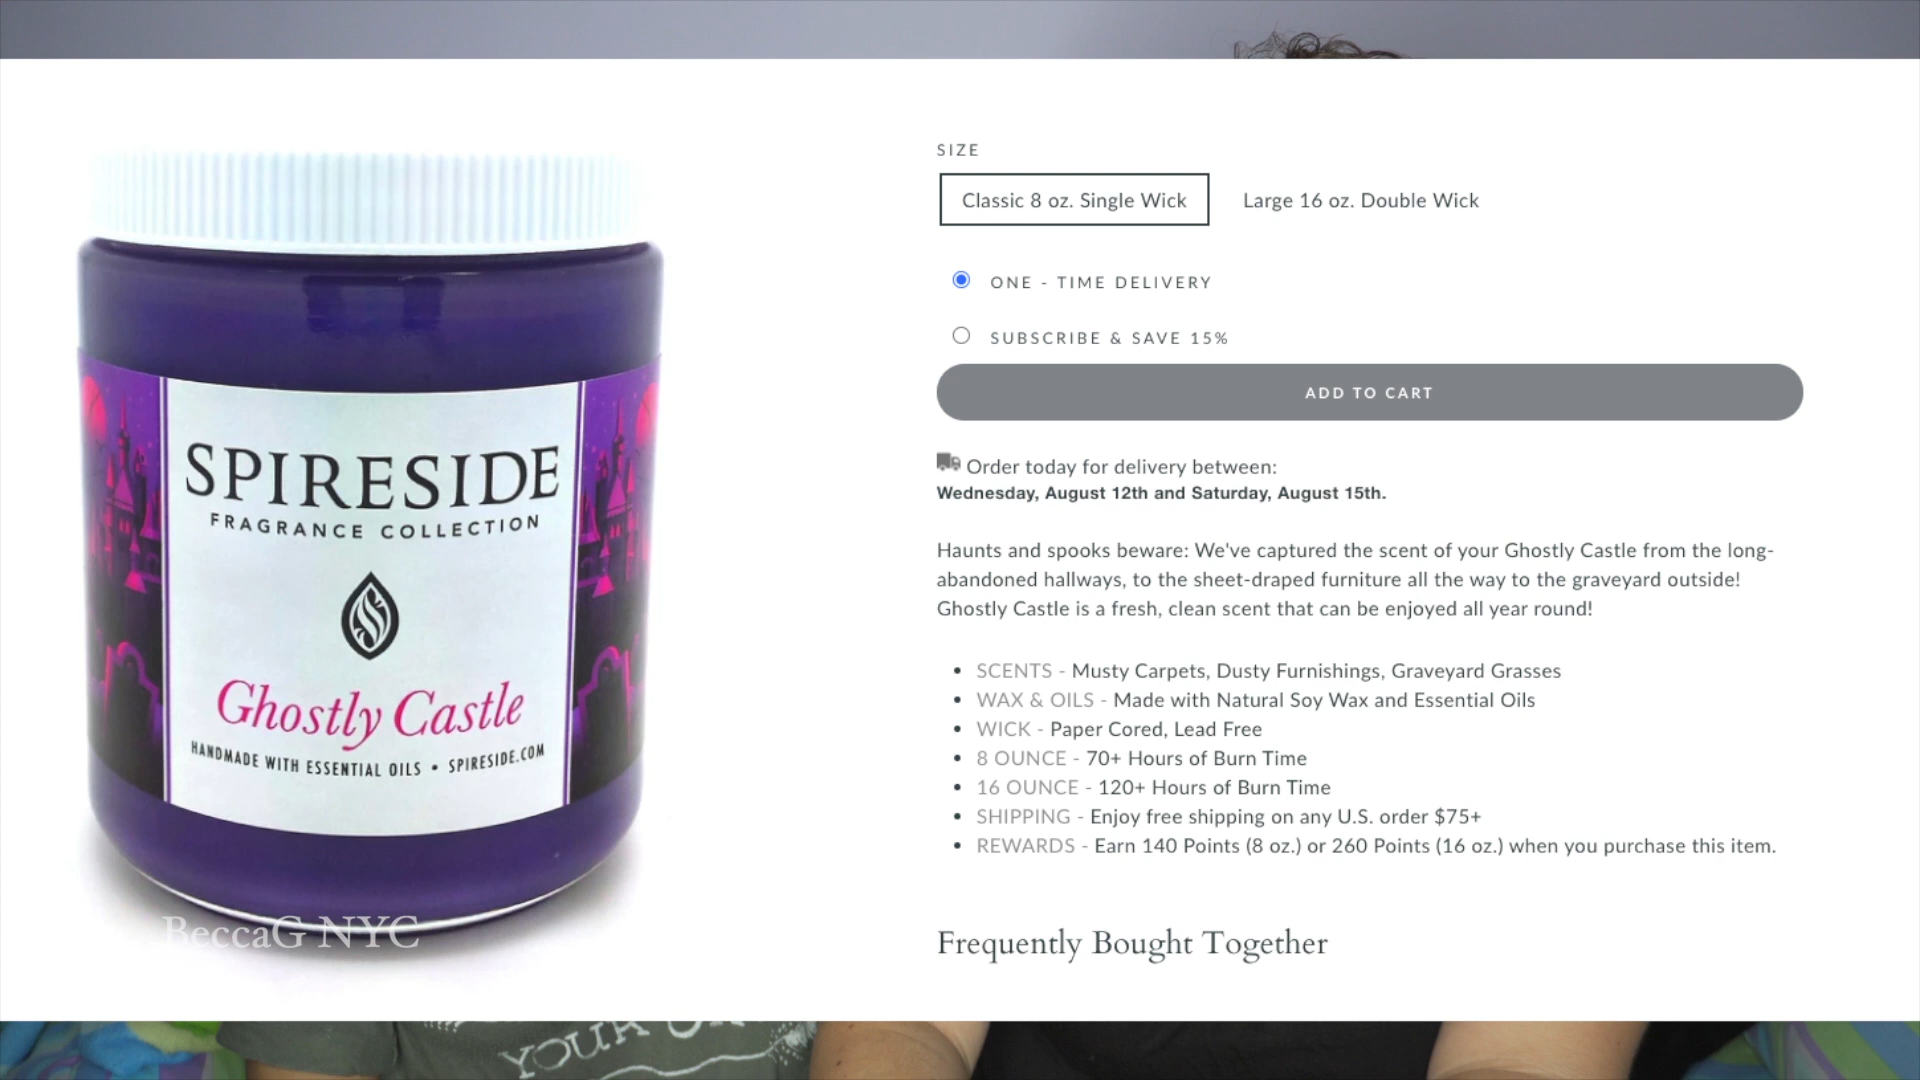 SPIRESIDE
FRAGRANCE COLLECTION
Ghostly Castle
HANDMADE WITH ESSENTIAL OILS • SPIRESIDE.COM
BeccaG NYC
SIZE
Classic 8 oz. Single Wick
Large 16 oz. Double Wick
ONE - TIME DELIVERY
SUBSCRIBE & SAVE 15%
ADD TO CART
Order today for delivery between:
Wednesday, August 12th and Saturday, August 15th.
Haunts and spooks beware: We've captured the scent of your Ghostly Castle from the long-
abandoned hallways, to the sheet-draped furniture all the way to the graveyard outside!
Ghostly Castle is a fresh, clean scent that can be enjoyed all year round!
• SCENTS - Musty Carpets, Dusty Furnishings, Graveyard Grasses
• WAX & OILS - Made with Natural Soy Wax and Essential Oils
• WICK - Paper Cored, Lead Free
• 8 OUNCE - 70+ Hours of Burn Time
• 16 OUNCE - 120+ Hours of Burn Time
• SHIPPING - Enjoy free shipping on any U.S. order $75+
• REWARDS - Earn 140 Points (8 oz.) or 260 Points (16 oz.) when you purchase this item.
Frequently Bought Together
YOUR